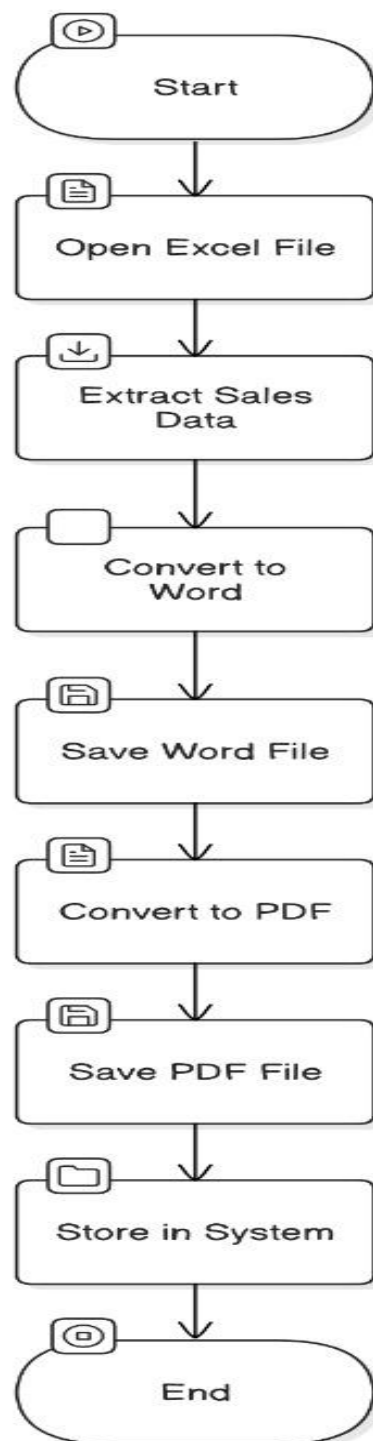 Start
Open Excel File
Extract Sales
Data
Convert to
Word
Save Word File
Convert to PDF
Save PDF File
Store in System
End